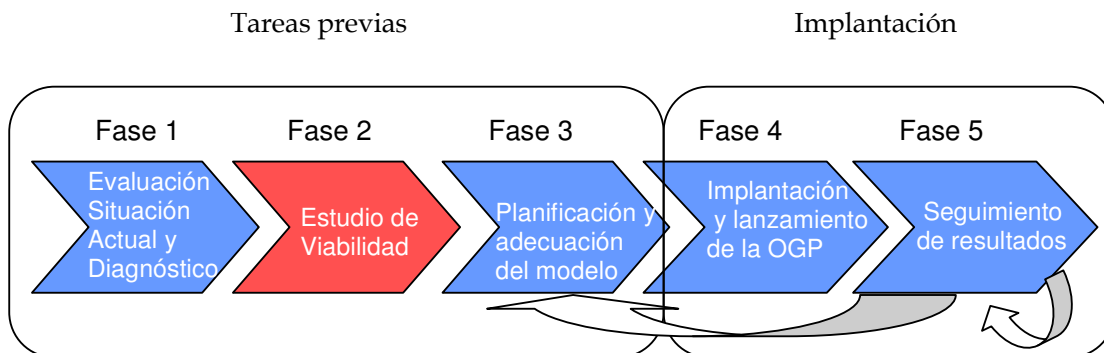 Tareas previas
Implantación
Fase 1
Fase 2
Fase 3
Fase 4
Fase 5
Evaluación
Situación
Actual y
Diagnóstico
Estudio de
Viabilidad
Planificación y
adecuación
del modelo
Implantación
y lanzamiento
de la OGP
Seguimiento
de resultados